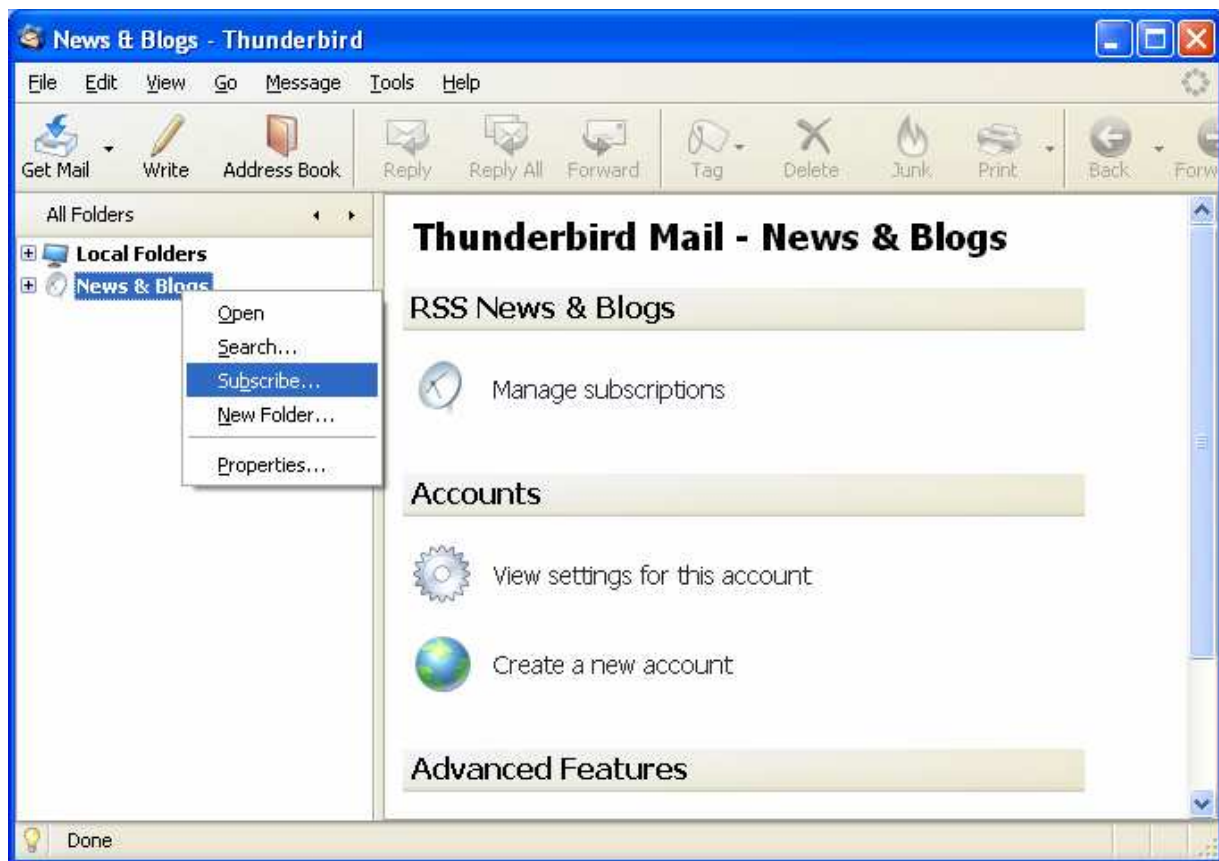 News & Blogs - Thunderbird
File Edit View Go Message Tools Help
Get Mail Write Address Book Reply Reply All Forward Tag Delete Junk Print Back Forw
All Folders
Local Folders
News & Blogs
Open
Search...
Subscribe...
New Folder...
Properties...
Thunderbird Mail - News & Blogs
RSS News & Blogs
Manage subscriptions
Accounts
View settings for this account
Create a new account
Advanced Features
Done